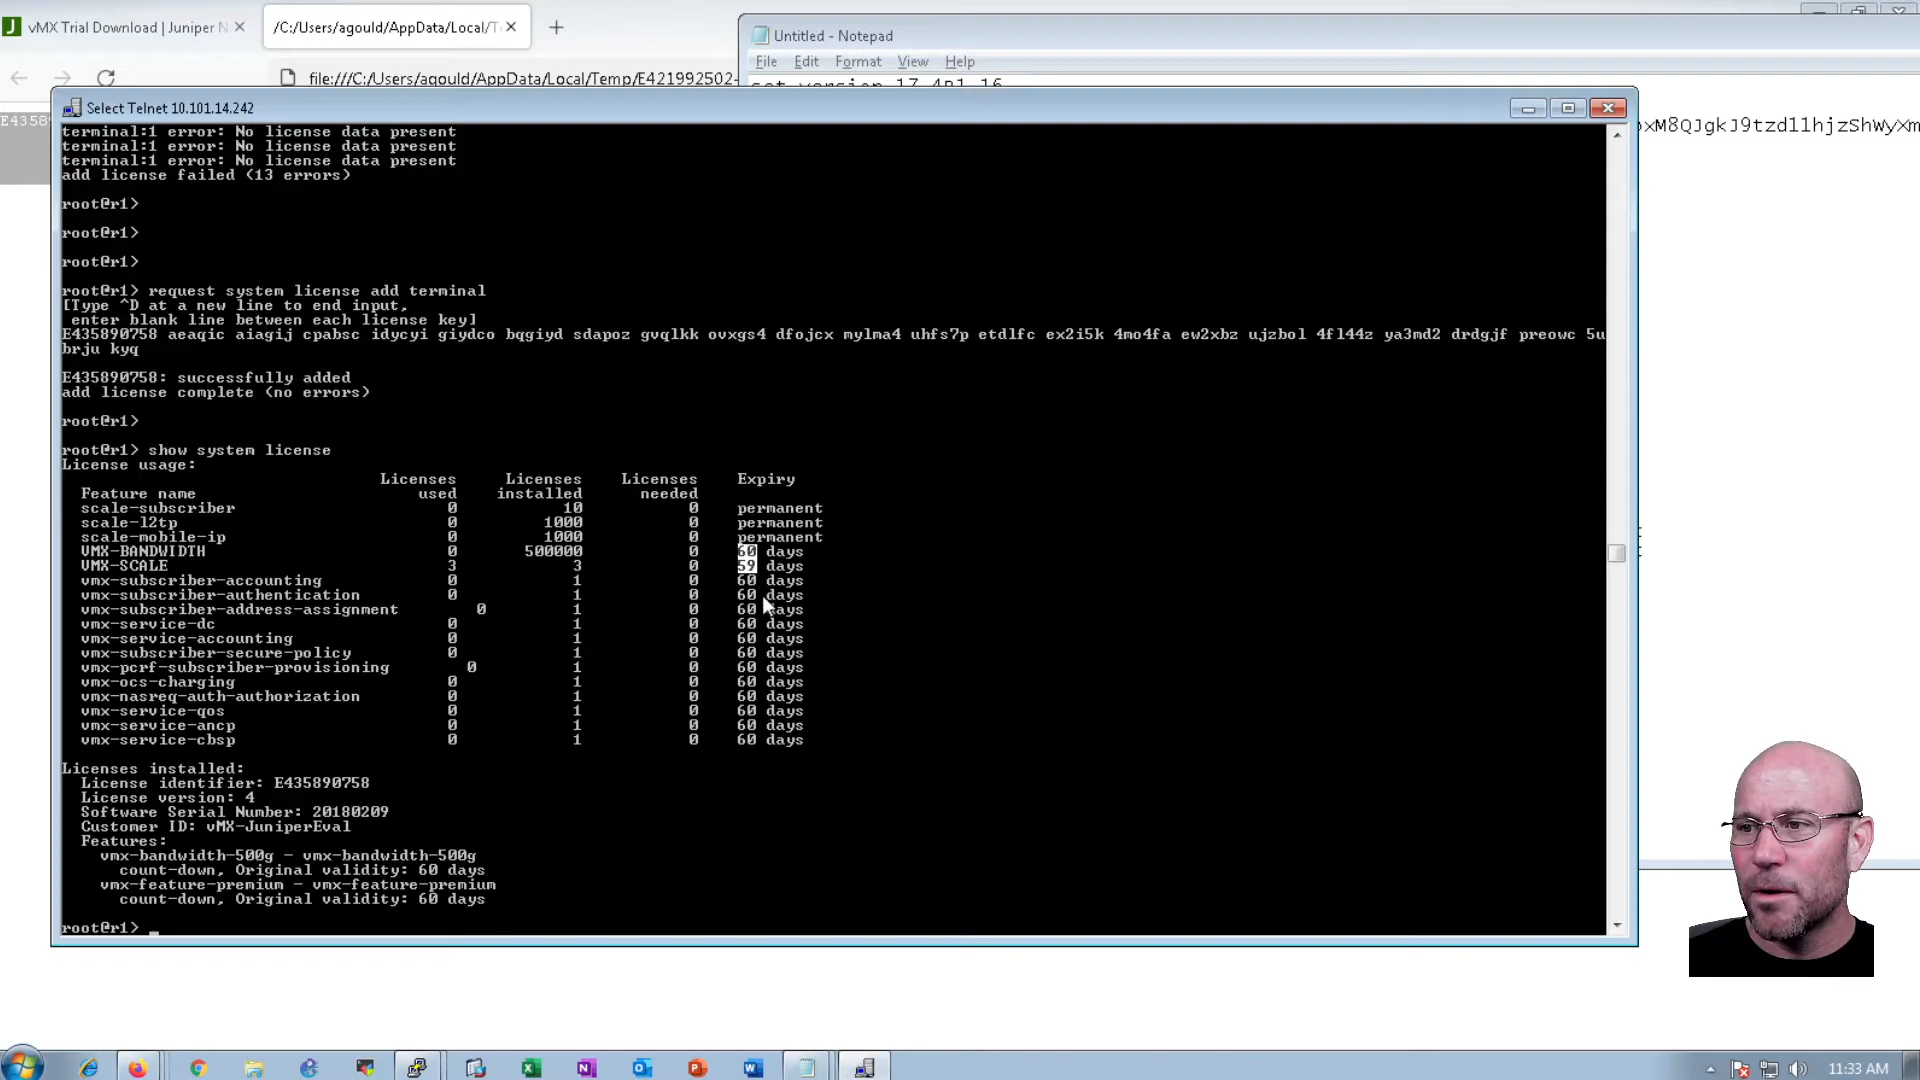 vMX Trial Download | Juniper N
/C:/Users/agould/AppData/Local/T
file:///C:/Users/agould/AppData/Local/Temp/E421992502-
Untitled - Notepad
File Edit Format View Help
set version 17.4R1.16
E43589
pxM8QJgkJ9tzd1lhjzShWyXm
Select Telnet 10.101.14.242
terminal:1 error: No license data present
terminal:1 error: No license data present
terminal:1 error: No license data present
add license failed (13 errors)
root@r1>
root@r1>
root@r1>
root@r1> request system license add terminal
[Type ^D at a new line to end input,
enter blank line between each license key]
E435890758 aeaqic aiagij cpabsc idycyi giydco bqgiyd sdapoz gvqlkk ovxgs4 dfojcx mylma4 uhfs7p etdlfc ex2i5k 4mo4fa ew2xbz ujzbol 4fl44z ya3md2 drdgjf preowc 5u
brju kyq
E435890758: successfully added
add license complete (no errors)
root@r1>
root@r1> show system license
License usage:
Licenses Licenses Licenses Expiry
Feature name used installed needed
scale-subscriber 0 10 0 permanent
scale-l2tp 0 1000 0 permanent
scale-mobile-ip 0 1000 0 permanent
VMX-BANDWIDTH 0 500000 0 60 days
VMX-SCALE 3 3 0 59 days
vmx-subscriber-accounting 0 1 0 60 days
vmx-subscriber-authentication 0 1 0 60 days
vmx-subscriber-address-assignment 0 1 0 60 days
vmx-service-dc 0 1 0 60 days
vmx-service-accounting 0 1 0 60 days
vmx-subscriber-secure-policy 0 1 0 60 days
vmx-pcrf-subscriber-provisioning 0 1 0 60 days
vmx-ocs-charging 0 1 0 60 days
vmx-nasreq-auth-authorization 0 1 0 60 days
vmx-service-qos 0 1 0 60 days
vmx-service-ancp 0 1 0 60 days
vmx-service-cbsp 0 1 0 60 days
Licenses installed:
License identifier: E435890758
License version: 4
Software Serial Number: 20180209
Customer ID: vMX-JuniperEval
Features:
vmx-bandwidth-500g - vmx-bandwidth-500g
count-down, Original validity: 60 days
vmx-feature-premium - vmx-feature-premium
count-down, Original validity: 60 days
root@r1>
11:33 AM